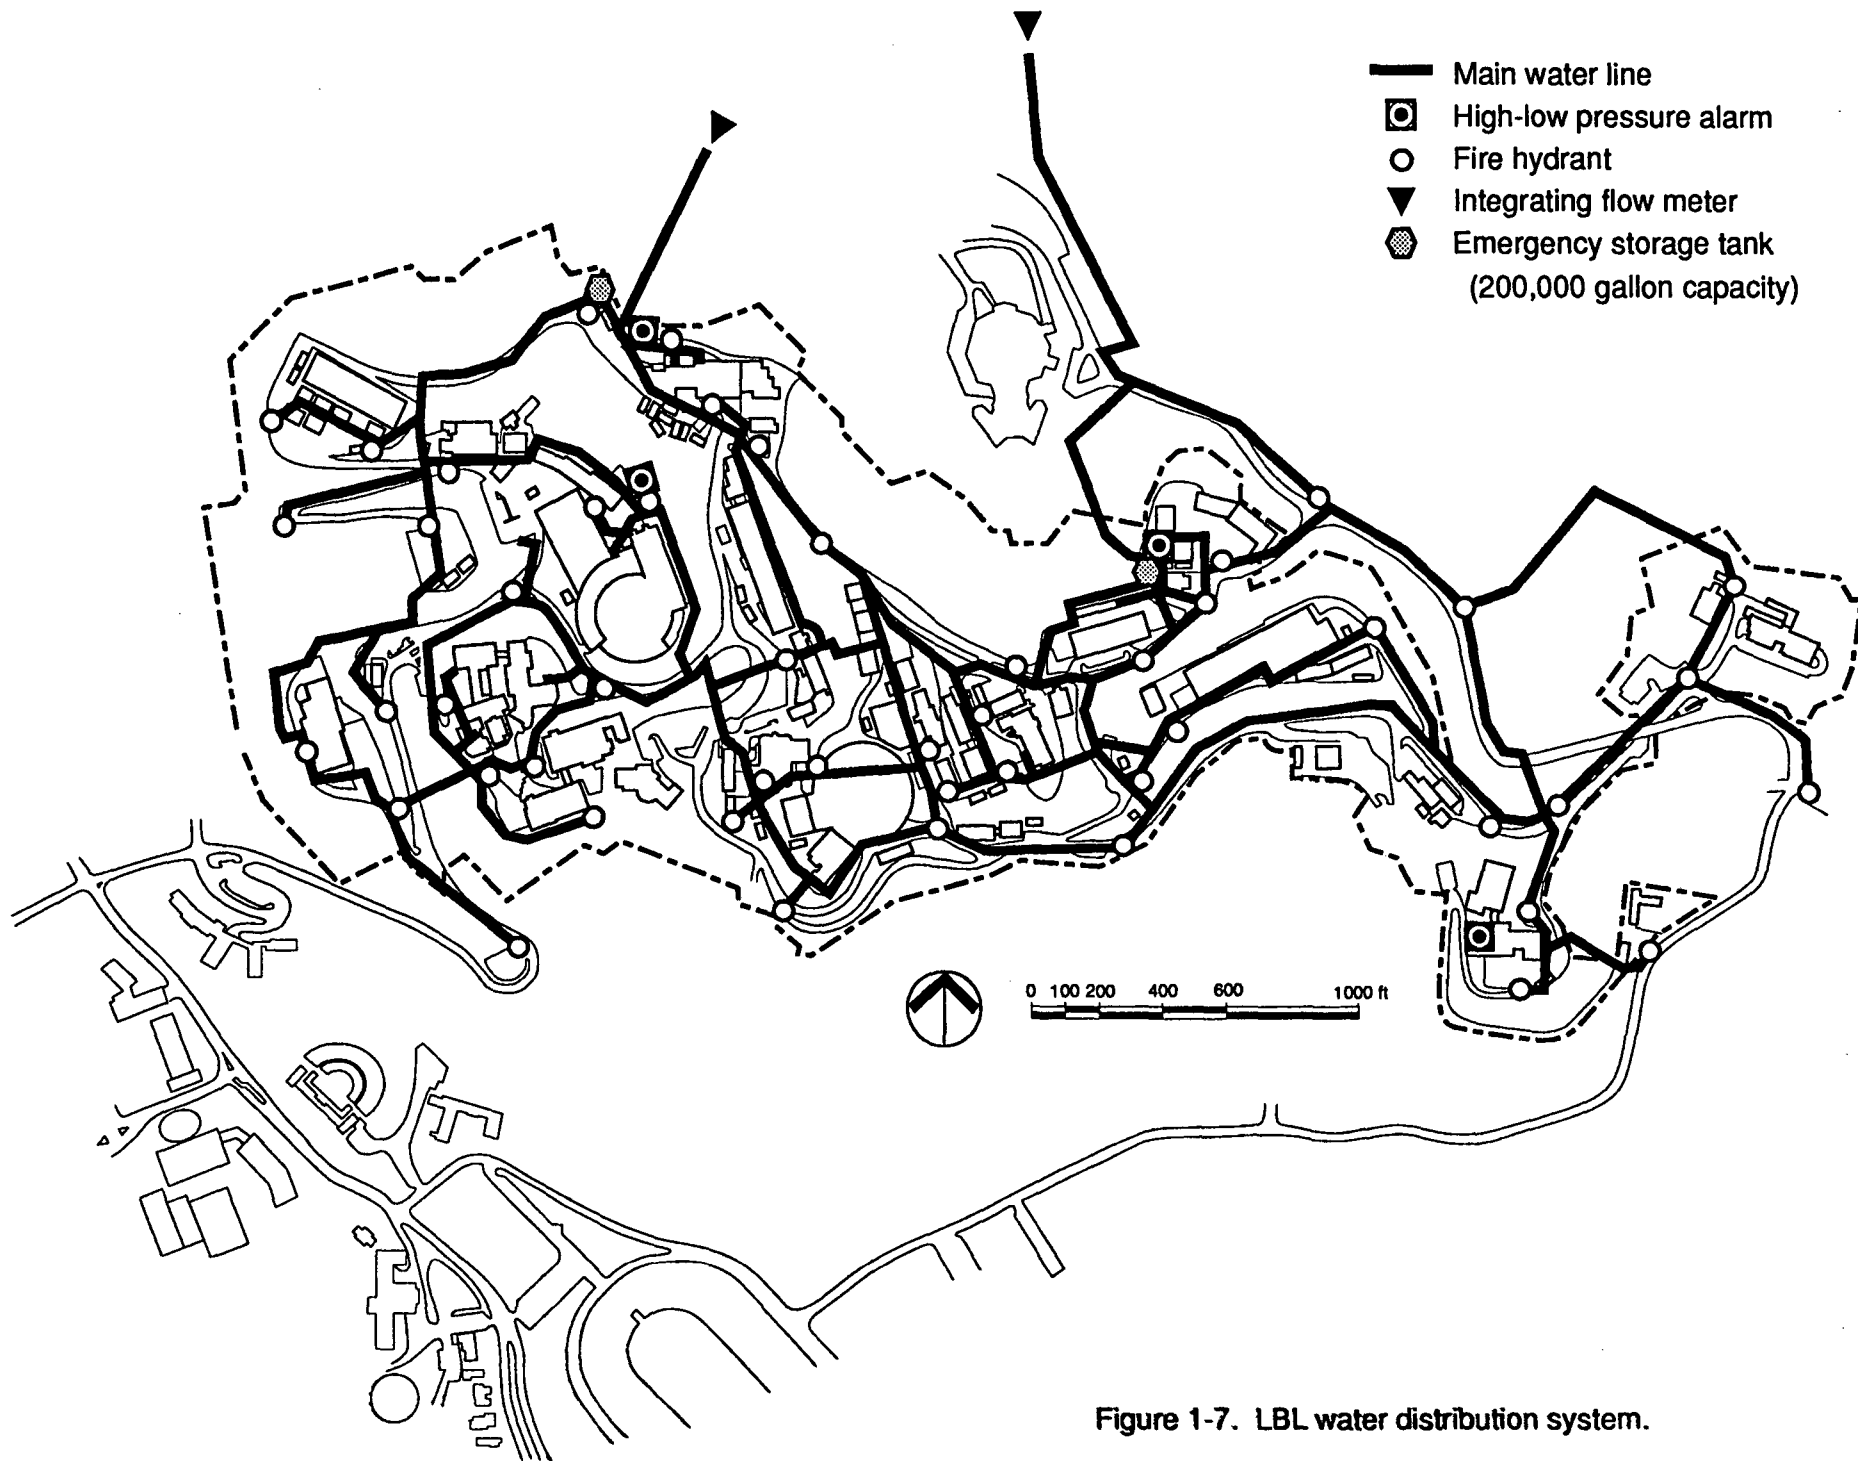 Main water line
High-low pressure alarm
Fire hydrant
Integrating flow meter
Emergency storage tank
(200,000 gallon capacity)
0 100 200 400 600 1000 ft
Figure 1-7. LBL water distribution system.